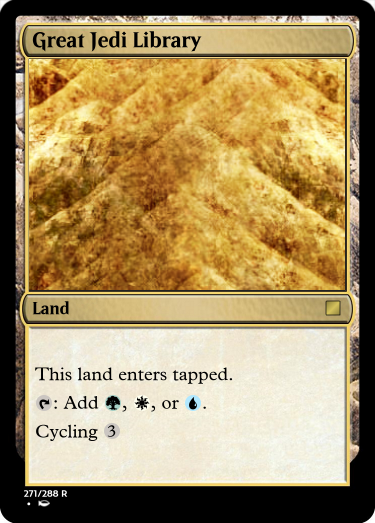 Great Jedi Library
Land
This land enters tapped.
: Add , , or .
Cycling 3
271/288 R